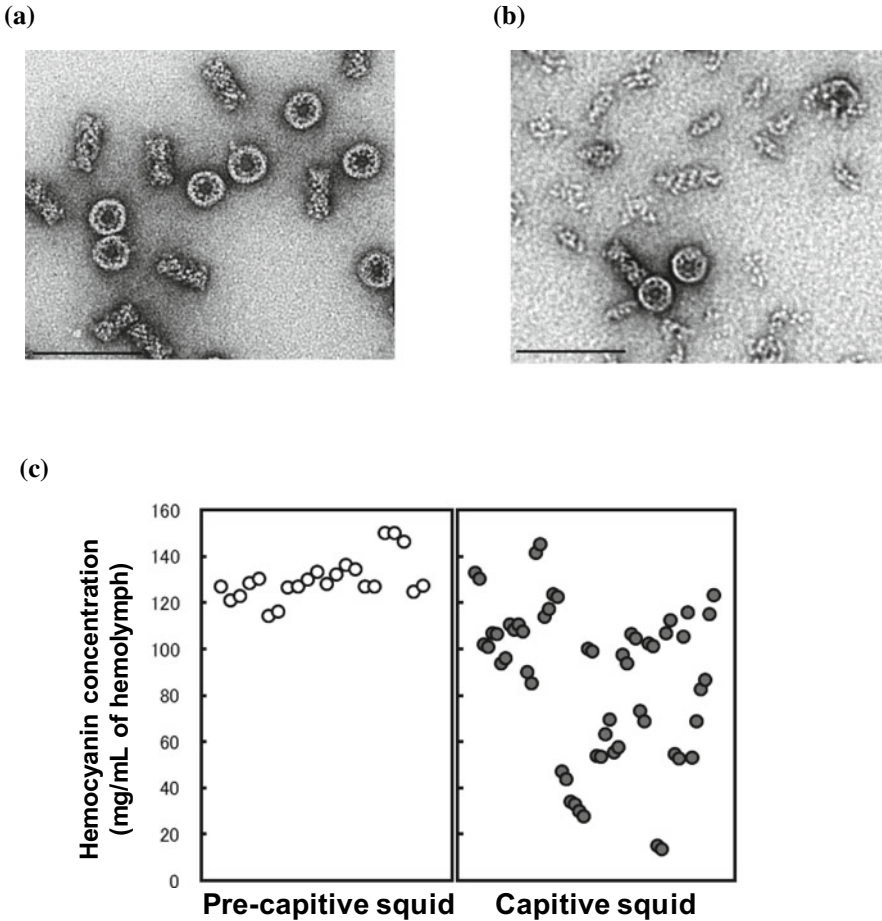 (a)
(b)
(c)
Hemocyanin concentration
(mg/mL of hemolymph)
160
140
120
100
80
60
40
20
0
Pre-capitive squid
Capitive squid